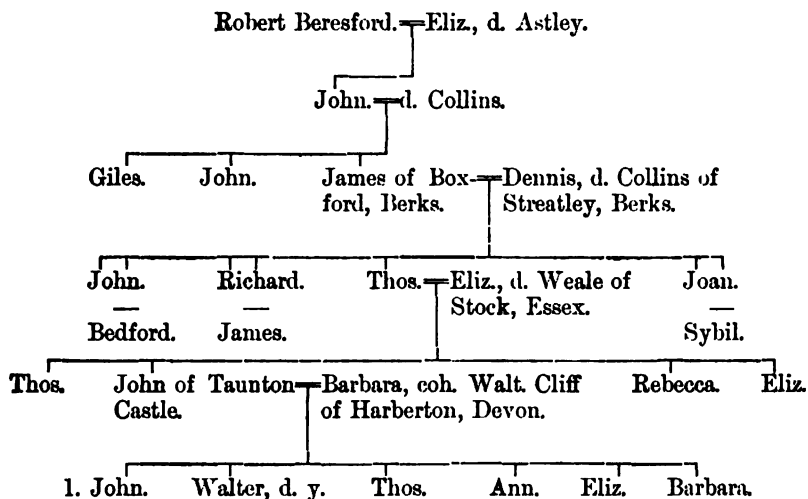 Robert Beresford. Eliz., d. Astley.
John. d. Collins.
Giles. John. James of Box- Dennis, d. Collins of
ford, Berks. Streatley, Berks.
John. Richard. Thos. Eliz., d. Weale of Joan.
Stock, Essex.
Bedford. James. Sybil.
Thos. John of Taunton Barbara, coh. Walt. Cliff Rebecca. Eliz.
Castle. of Harberton, Devon.
1. John. Walter, d. y. Thos. Ann. Eliz. Barbara.